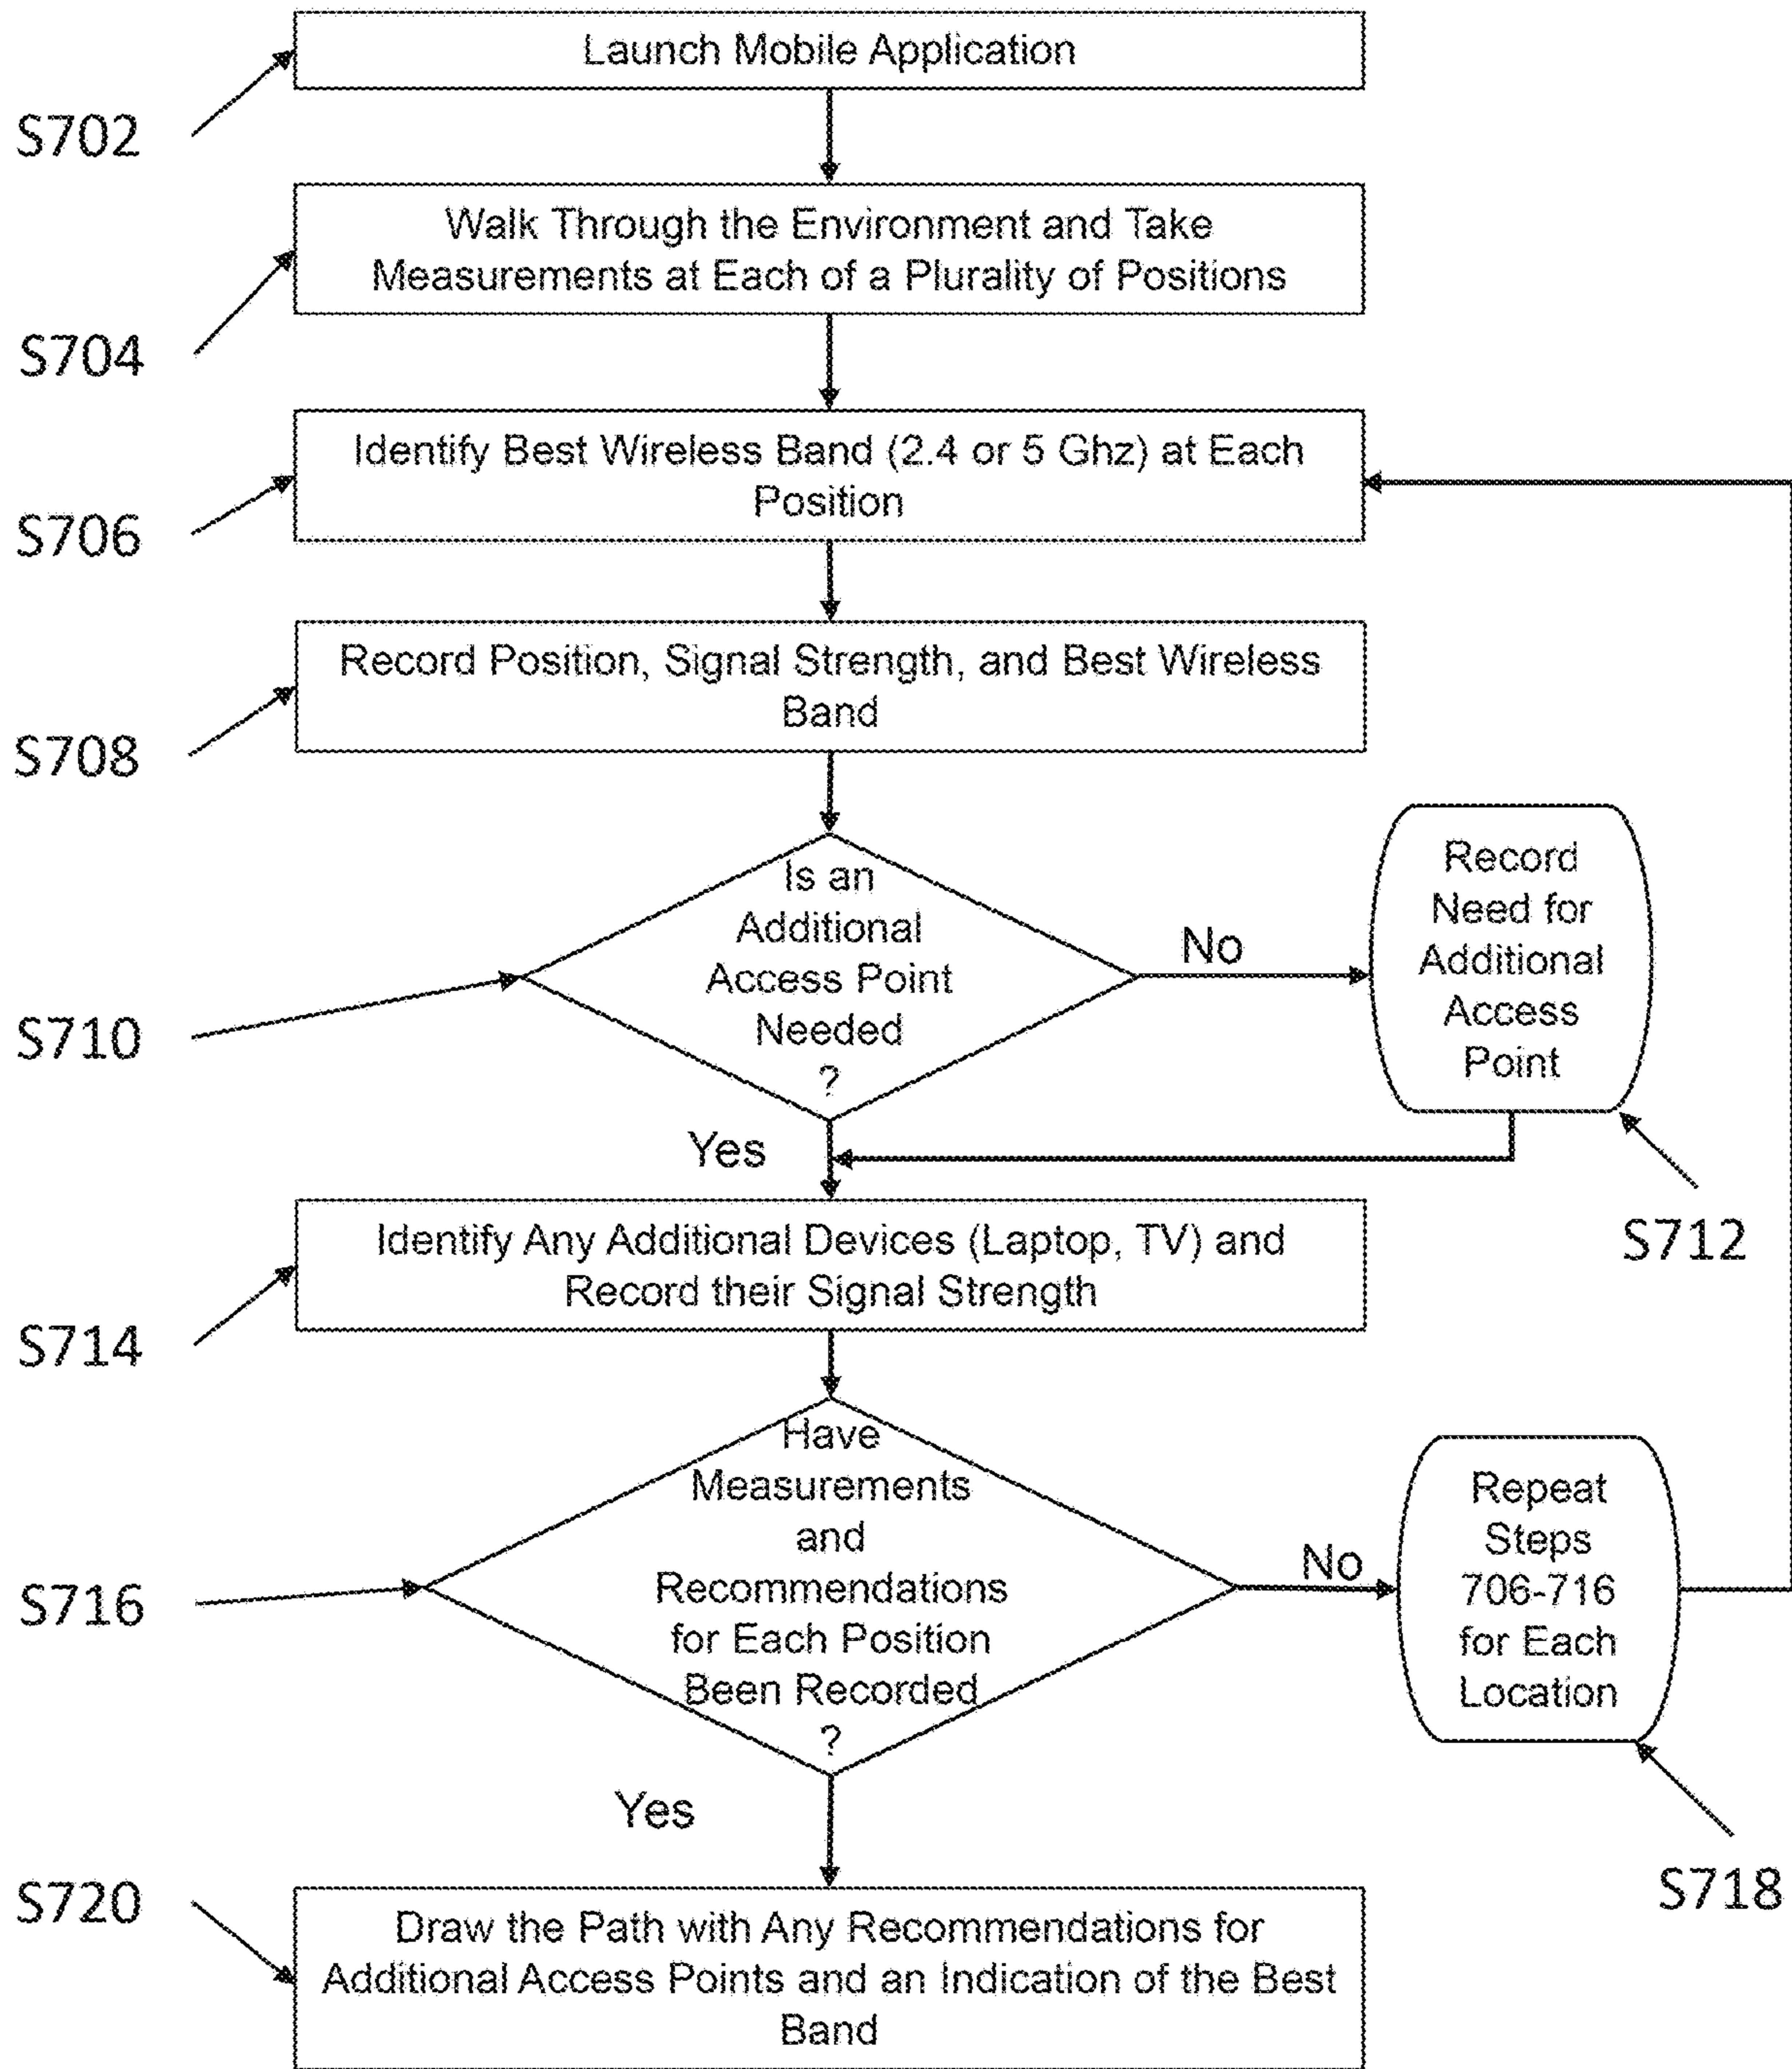 Launch Mobile Application
S702
Walk Through the Environment and Take
Measurements at Each of a Plurality of Positions
S704
Identify Best Wireless Band (2.4 or 5 Ghz) at Each
Position
S706
Record Position, Signal Strength, and Best Wireless
Band
S708
Is an
Additional
Access Point
Needed
?
No
Record
Need for
Additional
Access
Point
S710
Yes
S712
Identify Any Additional Devices (Laptop, TV) and
Record their Signal Strength
S714
Have
Measurements
and
Recommendations
for Each Position
Been Recorded
?
No
Repeat
Steps
706-716
for Each
Location
S716
Yes
S718
S720
Draw the Path with Any Recommendations for
Additional Access Points and an Indication of the Best
Band